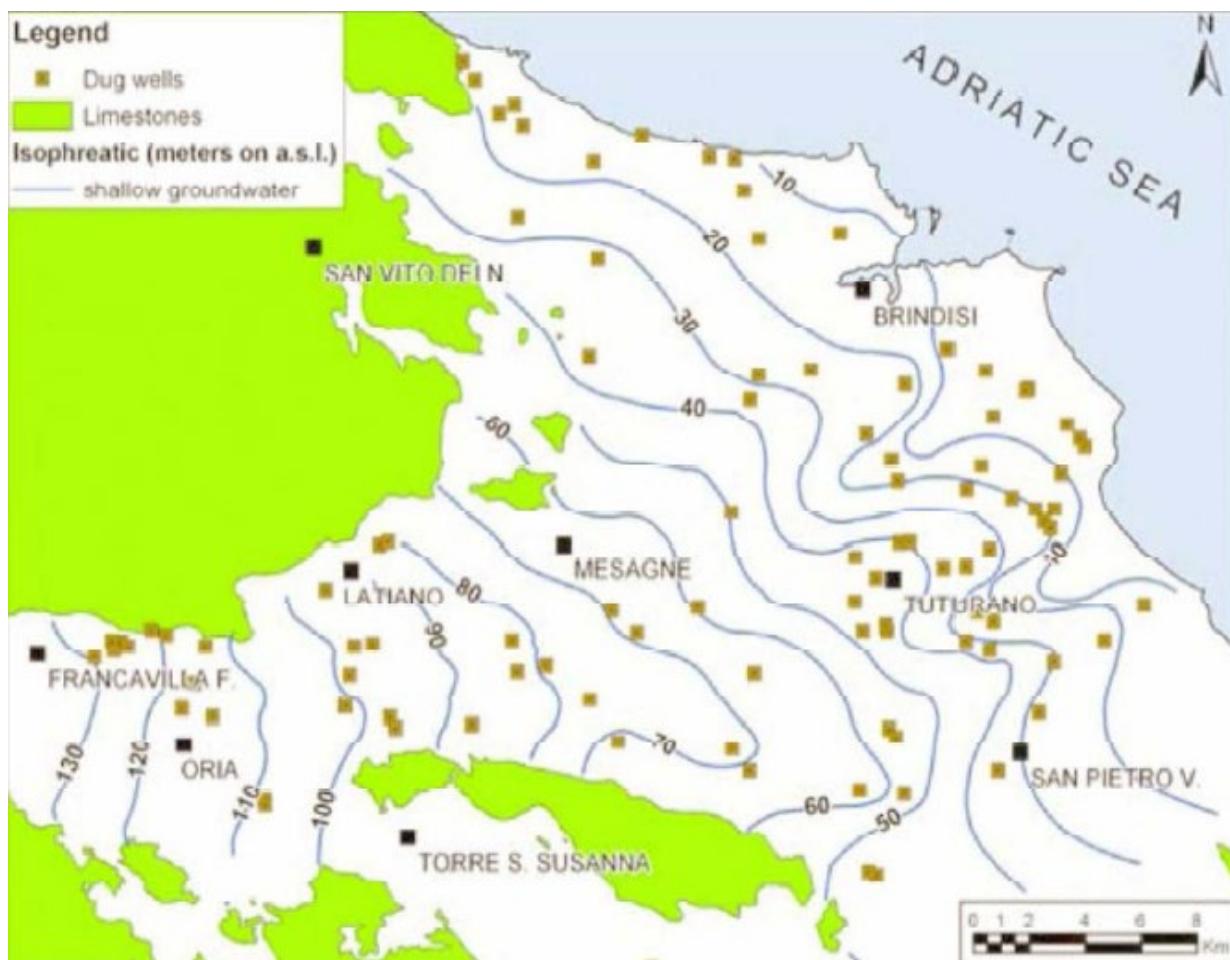 Legend
Dug wells
Limestones
Isophreatic (meters on a.s.l.)
shallow groundwater
N
ADRIATIC SEA
10
20
SAN VITO DEI N
BRINDISI
30
40
-60
20
MESAGNE
LATIANO
80
TUTURANO
90
FRANCAVILLA F.
70
130
120
ORIA
110
100
SAN PIETRO V.
60
50
TORRE S. SUSANNA
0 1 2 4 6 8
Km